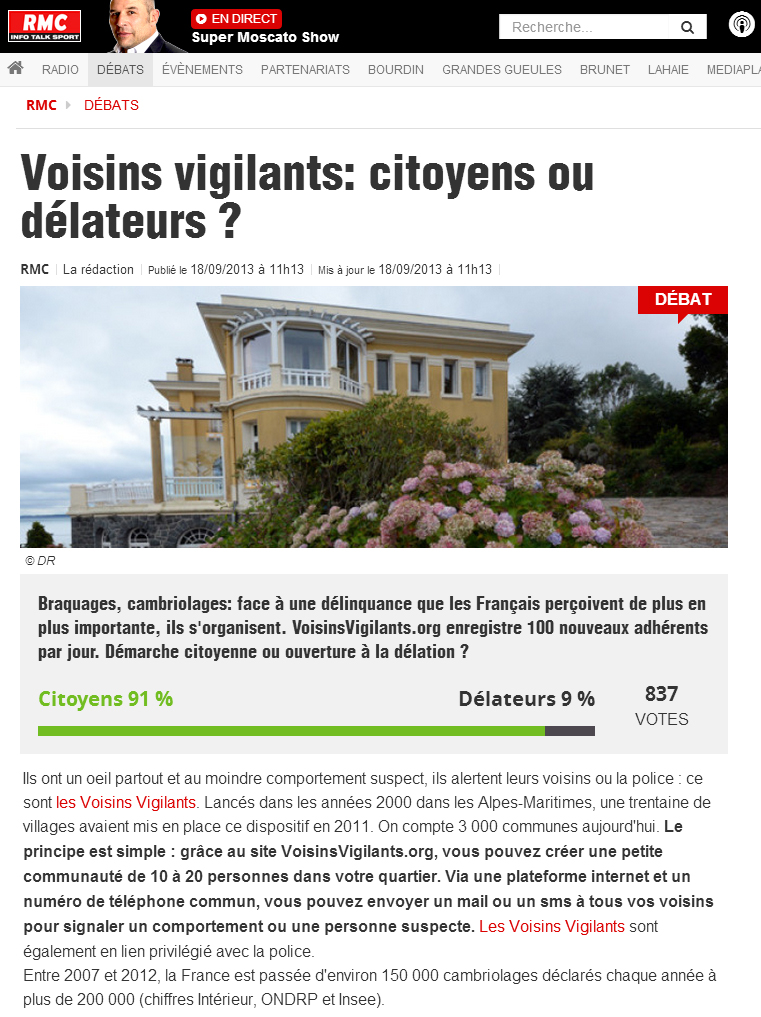 RMC
INFO TALK SPORT
EN DIRECT
Super Moscato Show
Recherche...
RADIO DÉBATS ÉVÈNEMENTS PARTENARIATS BOURDIN GRANDES GUEULES BRUNET LAHAIE MEDIAPLA
RMC DÉBATS
Voisins vigilants: citoyens ou
délateurs ?
RMC La rédaction Publié le 18/09/2013 à 11h13 Mis à jour le 18/09/2013 à 11h13
DÉBAT
© DR
Braquages, cambriolages: face à une délinquance que les Français perçoivent de plus en
plus importante, ils s'organisent. VoisinsVigilants.org enregistre 100 nouveaux adhérents
par jour. Démarche citoyenne ou ouverture à la délation ?
Citoyens 91 % Délateurs 9 % 837
VOTES
Ils ont un oeil partout et au moindre comportement suspect, ils alertent leurs voisins ou la police : ce
sont les Voisins Vigilants. Lancés dans les années 2000 dans les Alpes-Maritimes, une trentaine de
villages avaient mis en place ce dispositif en 2011. On compte 3 000 communes aujourd'hui. Le
principe est simple : grâce au site VoisinsVigilants.org, vous pouvez créer une petite
communauté de 10 à 20 personnes dans votre quartier. Via une plateforme internet et un
numéro de téléphone commun, vous pouvez envoyer un mail ou un sms à tous vos voisins
pour signaler un comportement ou une personne suspecte. Les Voisins Vigilants sont
également en lien privilégié avec la police.
Entre 2007 et 2012, la France est passée d'environ 150 000 cambriolages déclarés chaque année à
plus de 200 000 (chiffres Intérieur, ONDRP et Insee).